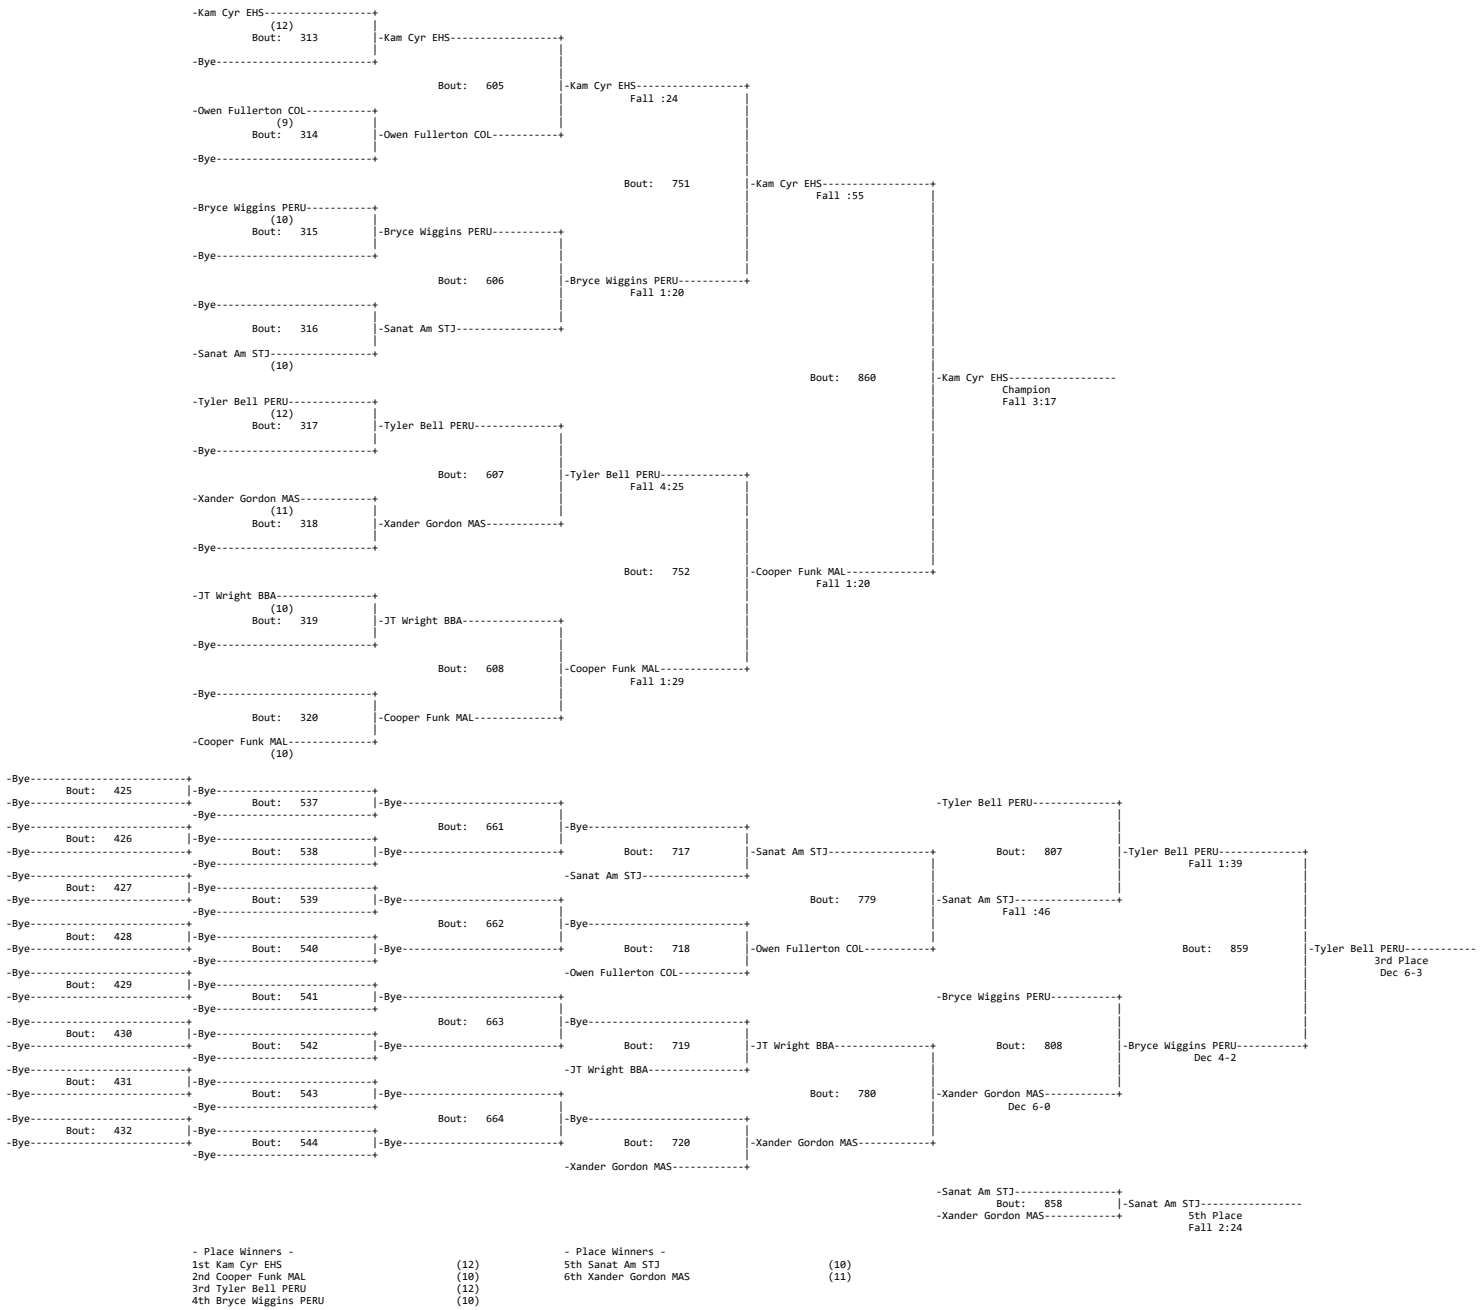 -Kam Cyr EHS------------------+
(12)
Bout: 313 |-Kam Cyr EHS------------------+
-Bye--------------------------+
Bout: 605 |-Kam Cyr EHS------------------+
Fall :24
-Owen Fullerton COL-----------+
(9)
Bout: 314 |-Owen Fullerton COL-----------+
-Bye--------------------------+
Bout: 751 |-Kam Cyr EHS------------------+
Fall :55
-Bryce Wiggins PERU-----------+
(10)
Bout: 315 |-Bryce Wiggins PERU-----------+
-Bye--------------------------+
Bout: 606 |-Bryce Wiggins PERU-----------+
Fall 1:20
-Bye--------------------------+
Bout: 316 |-Sanat Am STJ-----------------+
-Sanat Am STJ-----------------+
(10)
Bout: 860 |-Kam Cyr EHS------------------
Champion
Fall 3:17
-Tyler Bell PERU--------------+
(12)
Bout: 317 |-Tyler Bell PERU--------------+
-Bye--------------------------+
Bout: 607 |-Tyler Bell PERU--------------+
Fall 4:25
-Xander Gordon MAS------------+
(11)
Bout: 318 |-Xander Gordon MAS------------+
-Bye--------------------------+
Bout: 752 |-Cooper Funk MAL--------------+
Fall 1:20
-JT Wright BBA----------------+
(10)
Bout: 319 |-JT Wright BBA----------------+
-Bye--------------------------+
Bout: 608 |-Cooper Funk MAL--------------+
Fall 1:29
-Bye--------------------------+
Bout: 320 |-Cooper Funk MAL--------------+
-Cooper Funk MAL--------------+
(10)
-Bye--------------------------+
Bout: 425 |-Bye--------------------------+
-Bye--------------------------+ Bout: 537 |-Bye--------------------------+ -Tyler Bell PERU--------------+
-Bye--------------------------+
-Bye--------------------------+ Bout: 661 |-Bye--------------------------+
Bout: 426 |-Bye--------------------------+
-Bye--------------------------+ Bout: 538 |-Bye--------------------------+ Bout: 717 |-Sanat Am STJ-----------------+ Bout: 807 |-Tyler Bell PERU--------------+
-Bye--------------------------+ Fall 1:39
-Bye--------------------------+ -Sanat Am STJ-----------------+
Bout: 427 |-Bye--------------------------+
-Bye--------------------------+ Bout: 539 |-Bye--------------------------+ Bout: 779 |-Sanat Am STJ-----------------+
-Bye--------------------------+ Fall :46
-Bye--------------------------+ Bout: 662 |-Bye--------------------------+
Bout: 428 |-Bye--------------------------+
-Bye--------------------------+ Bout: 540 |-Bye--------------------------+ Bout: 718 |-Owen Fullerton COL-----------+ Bout: 859 |-Tyler Bell PERU------------
-Bye--------------------------+ 3rd Place
-Bye--------------------------+ -Owen Fullerton COL-----------+ Dec 6-3
Bout: 429 |-Bye--------------------------+
-Bye--------------------------+ Bout: 541 |-Bye--------------------------+ -Bryce Wiggins PERU-----------+
-Bye--------------------------+
-Bye--------------------------+ Bout: 663 |-Bye--------------------------+
Bout: 430 |-Bye--------------------------+
-Bye--------------------------+ Bout: 542 |-Bye--------------------------+ Bout: 719 |-JT Wright BBA----------------+ Bout: 808 |-Bryce Wiggins PERU-----------+
-Bye--------------------------+ Dec 4-2
-Bye--------------------------+ -JT Wright BBA----------------+
Bout: 431 |-Bye--------------------------+
-Bye--------------------------+ Bout: 543 |-Bye--------------------------+ Bout: 780 |-Xander Gordon MAS------------+
-Bye--------------------------+ Dec 6-0
-Bye--------------------------+ Bout: 664 |-Bye--------------------------+
Bout: 432 |-Bye--------------------------+
-Bye--------------------------+ Bout: 544 |-Bye--------------------------+ Bout: 720 |-Xander Gordon MAS------------+
-Bye--------------------------+
-Xander Gordon MAS------------+
-Sanat Am STJ-----------------+
Bout: 858 |-Sanat Am STJ-----------------
-Xander Gordon MAS------------+ 5th Place
Fall 2:24
- Place Winners - - Place Winners -
1st Kam Cyr EHS (12) 5th Sanat Am STJ (10)
2nd Cooper Funk MAL (10) 6th Xander Gordon MAS (11)
3rd Tyler Bell PERU (12)
4th Bryce Wiggins PERU (10)